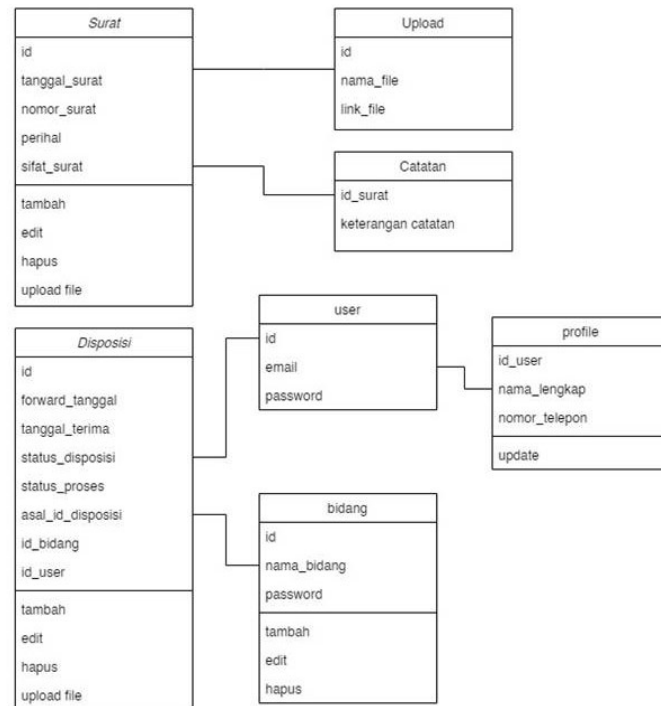 Surat
id
tanggal_surat
nomor_surat
perihal
sifat_surat
tambah
edit
hapus
upload file
Upload
id
nama_file
link_file
Catatan
id_surat
keterangan catatan
Disposisi
id
forward_tanggal
tanggal_terima
status_disposisi
status_proses
asal_id_disposisi
id_bidang
id_user
tambah
edit
hapus
upload file
user
id
email
password
profile
id_user
nama_lengkap
nomor_telepon
update
bidang
id
nama_bidang
password
tambah
edit
hapus